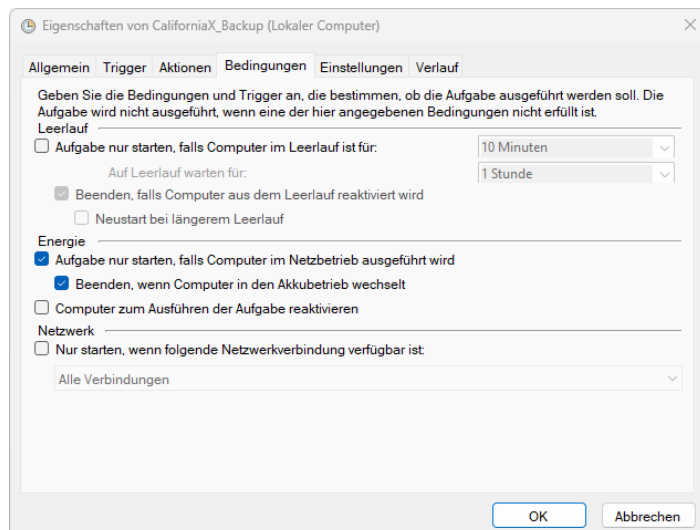 Eigenschaften von CaliforniaX_Backup (Lokaler Computer)
Allgemein Trigger Aktionen Bedingungen Einstellungen Verlauf
Geben Sie die Bedingungen und Trigger an, die bestimmen, ob die Aufgabe ausgeführt werden soll. Die
Aufgabe wird nicht ausgeführt, wenn eine der hier angegebenen Bedingungen nicht erfüllt ist.
Leerlauf
Aufgabe nur starten, falls Computer im Leerlauf ist für: 10 Minuten
Auf Leerlauf warten für: 1 Stunde
Beenden, falls Computer aus dem Leerlauf reaktiviert wird
Neustart bei längerem Leerlauf
Energie
Aufgabe nur starten, falls Computer im Netzbetrieb ausgeführt wird
Beenden, wenn Computer in den Akkubetrieb wechselt
Computer zum Ausführen der Aufgabe reaktivieren
Netzwerk
Nur starten, wenn folgende Netzwerkverbindung verfügbar ist:
Alle Verbindungen
OK Abbrechen